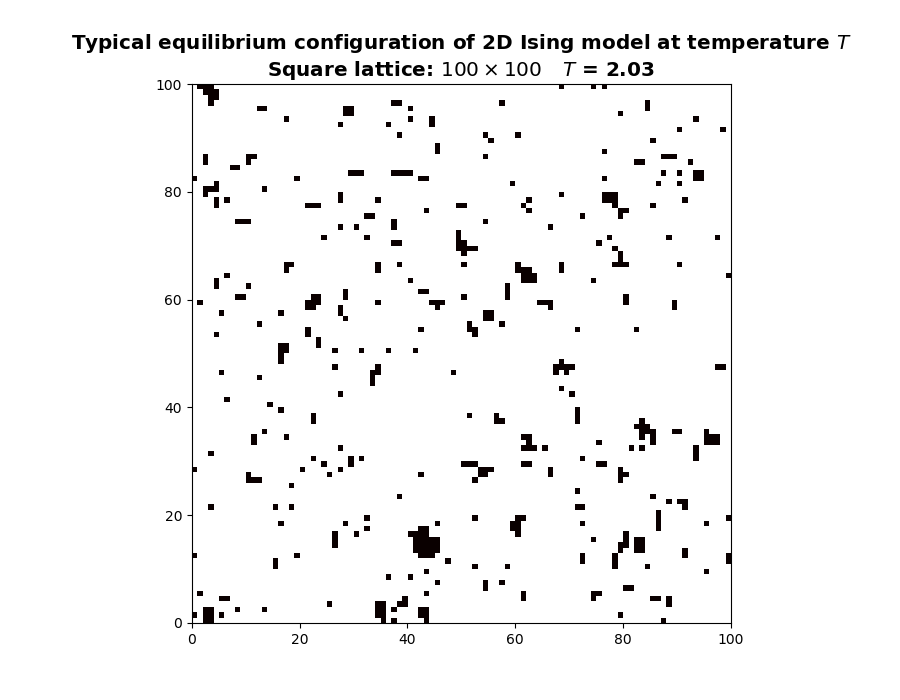 Typical equilibrium configuration of 2D Ising model at temperature T
Square lattice: 100 × 100 T = 2.03
100
80
60
40
20
0
0 20 40 60 80 100